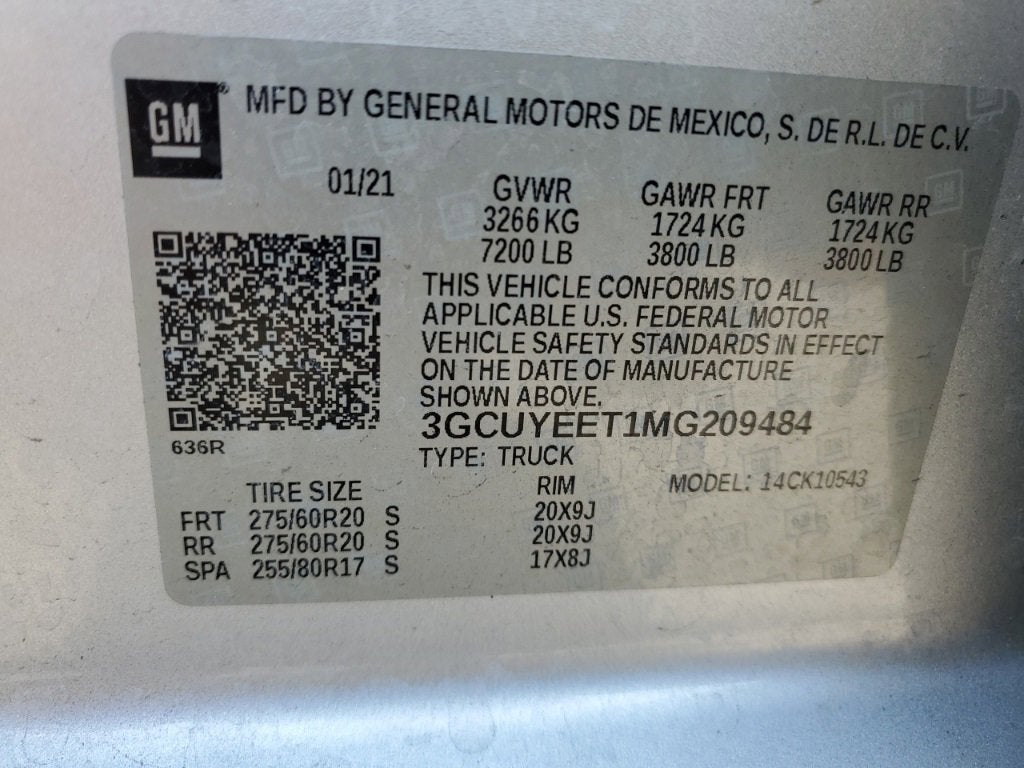 GM® MFD BY GENERAL MOTORS DE MEXICO, S. DE R.L. DE C.V.
01/21 GVWR GAWR FRT GAWR RR
3266 KG 1724 KG 1724 KG
7200 LB 3800 LB 3800 LB
THIS VEHICLE CONFORMS TO ALL
APPLICABLE U.S. FEDERAL MOTOR
VEHICLE SAFETY STANDARDS IN EFFECT
ON THE DATE OF MANUFACTURE
SHOWN ABOVE.
3GCUYEET1MG209484
636R TYPE: TRUCK
TIRE SIZE RIM MODEL: 14CK10543
FRT 275/60R20 S 20X9J
RR 275/60R20 S 20X9J
SPA 255/80R17 S 17X8J